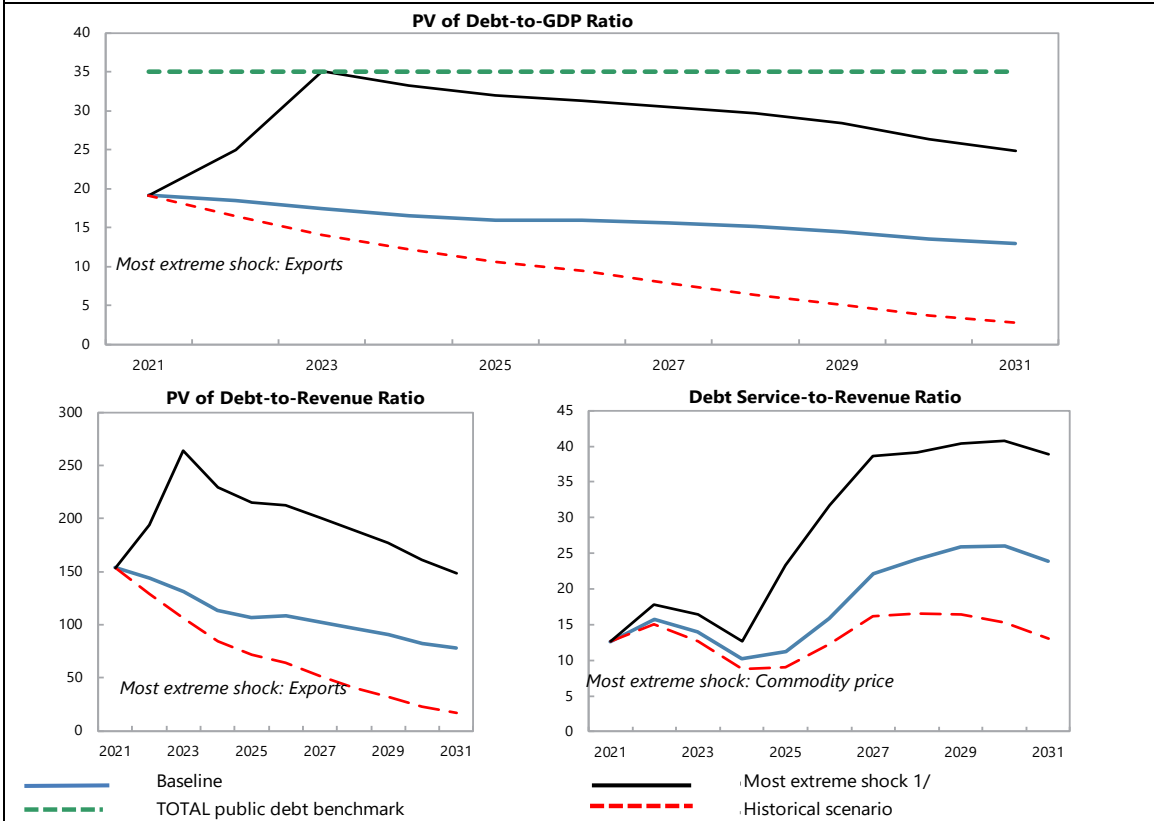 PV of Debt-to-GDP Ratio
40
35
30
25
20
15
10
5
0
Most extreme shock: Exports
2021 2023 2025 2027 2029 2031
PV of Debt-to-Revenue Ratio
300
250
200
150
100
50
0
Most extreme shock: Exports
2021 2023 2025 2027 2029 2031
Debt Service-to-Revenue Ratio
45
40
35
30
25
20
15
10
5
0
Most extreme shock: Commodity price
2021 2023 2025 2027 2029 2031
Baseline
Most extreme shock 1/
TOTAL public debt benchmark
Historical scenario